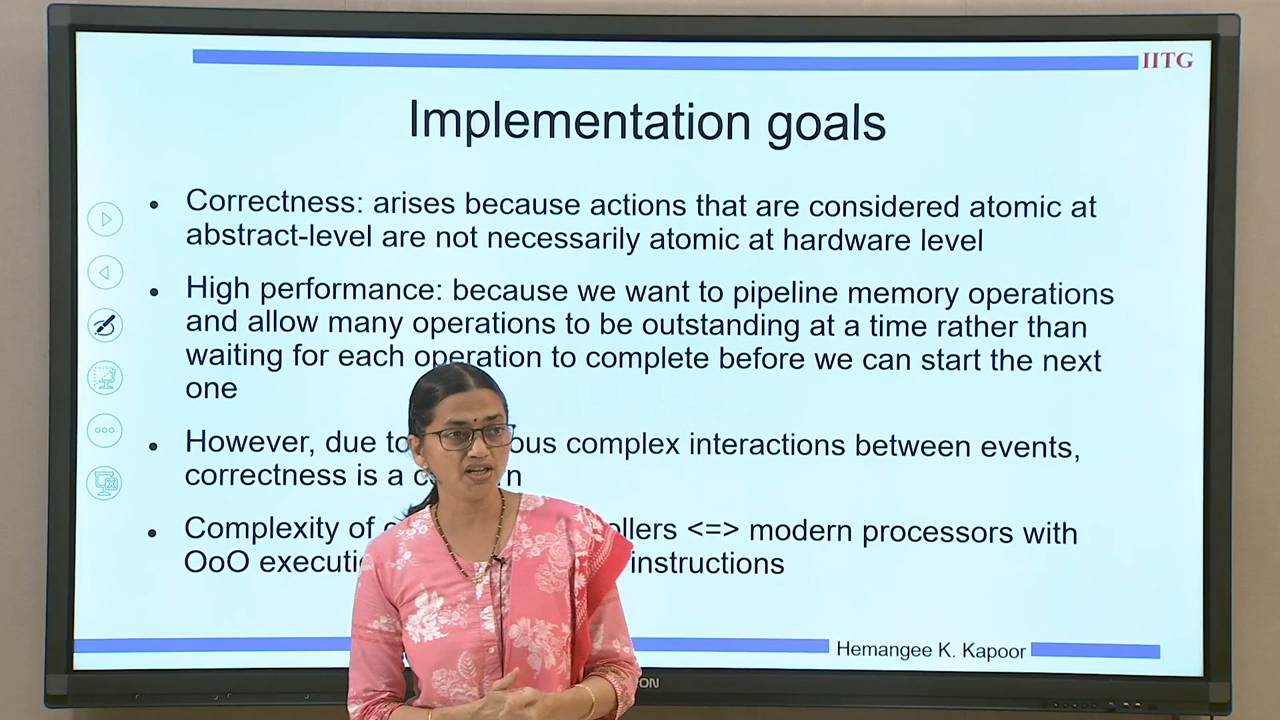 IITG
Implementation goals
• Correctness: arises because actions that are considered atomic at
abstract-level are not necessarily atomic at hardware level
• High performance: because we want to pipeline memory operations
and allow many operations to be outstanding at a time rather than
waiting for each operation to complete before we can start the next
one
• However, due to complex interactions between events,
correctness is a
• Complexity of <=> modern processors with
OoO instructions
Hemangee K. Kapoor